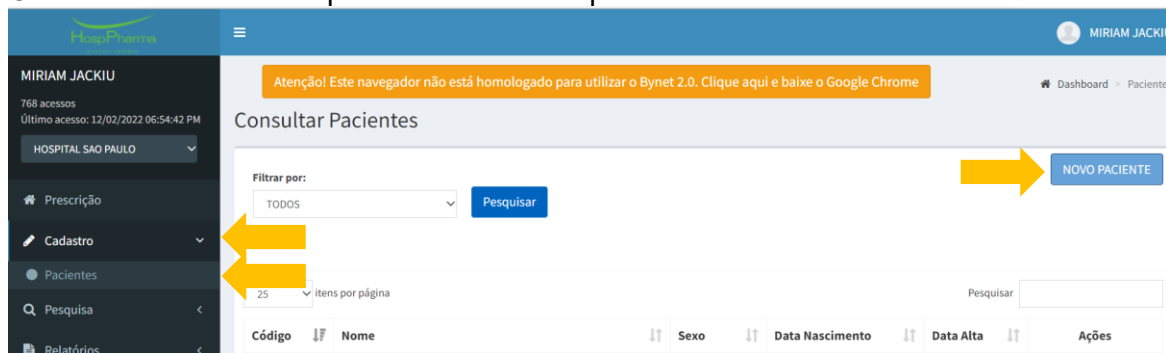 HospPharma
MIRIAM JACKIU
MIRIAM JACKIU
768 acessos
Último acesso: 12/02/2022 06:54:42 PM
HOSPITAL SAO PAULO
Prescrição
Cadastro
Pacientes
Pesquisa
Relatórios
Atenção! Este navegador não está homologado para utilizar o Bynet 2.0. Clique aqui e baixe o Google Chrome
Dashboard > Paciente
Consultar Pacientes
NOVO PACIENTE
Filtrar por:
TODOS
Pesquisar
25 itens por página
Pesquisar
Código Nome Sexo Data Nascimento Data Alta Ações